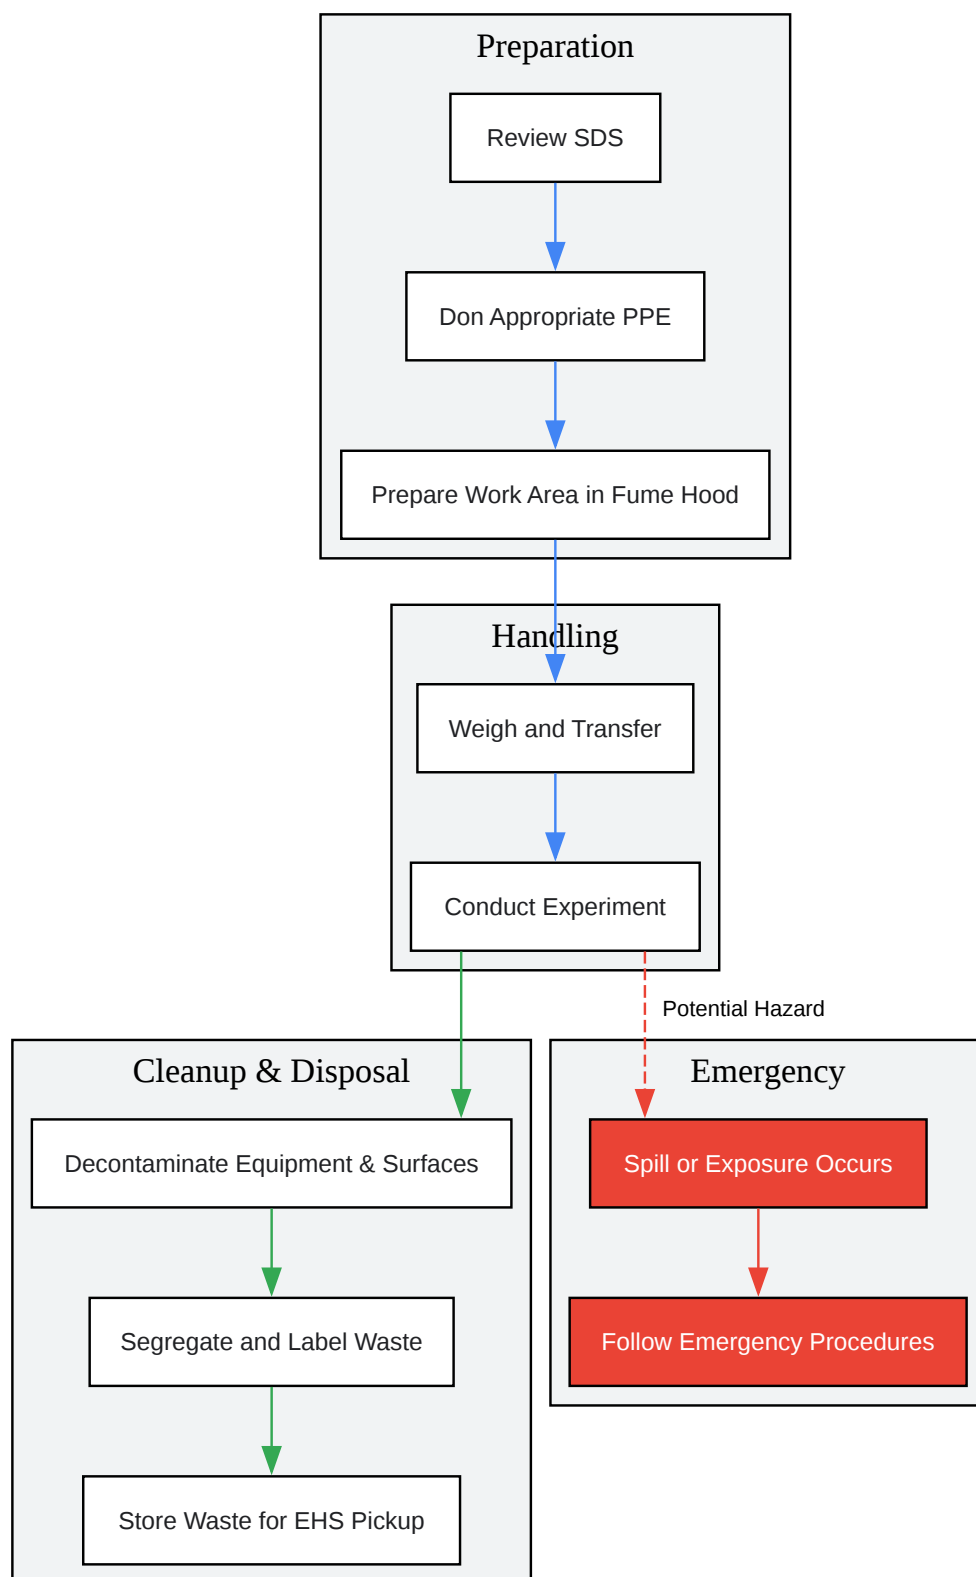 Preparation
Review SDS
Don Appropriate PPE
Prepare Work Area in Fume Hood
Handling
Weigh and Transfer
Conduct Experiment
Potential Hazard
Cleanup & Disposal
Decontaminate Equipment & Surfaces
Segregate and Label Waste
Store Waste for EHS Pickup
Emergency
Spill or Exposure Occurs
Follow Emergency Procedures